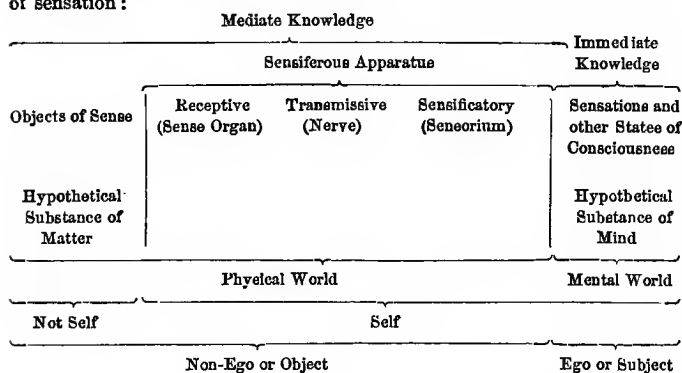 of sensation:
Mediate Knowledge
Immediate
Sensiferous Apparatus Knowledge
Receptive Transmissive Sensificatory Sensations and
Objects of Sense (Sense Organ) (Nerve) (Sensorium) other States of
Consciousness
Hypothetical Hypothetical
Substance of Substance of
Matter Mind
Physical World Mental World
Not Self Self
Non-Ego or Object Ego or Subject